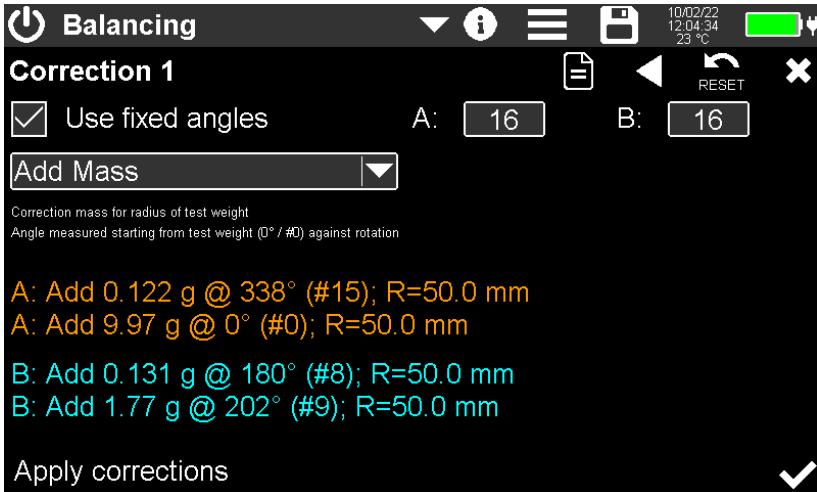 Balancing
i
10/02/22
12:04:34
23 °C
Correction 1
RESET
Use fixed angles
A: 16
B: 16
Add Mass
Correction mass for radius of test weight
Angle measured starting from test weight (0° / #0) against rotation
A: Add 0.122 g @ 338° (#15); R=50.0 mm
A: Add 9.97 g @ 0° (#0); R=50.0 mm
B: Add 0.131 g @ 180° (#8); R=50.0 mm
B: Add 1.77 g @ 202° (#9); R=50.0 mm
Apply corrections